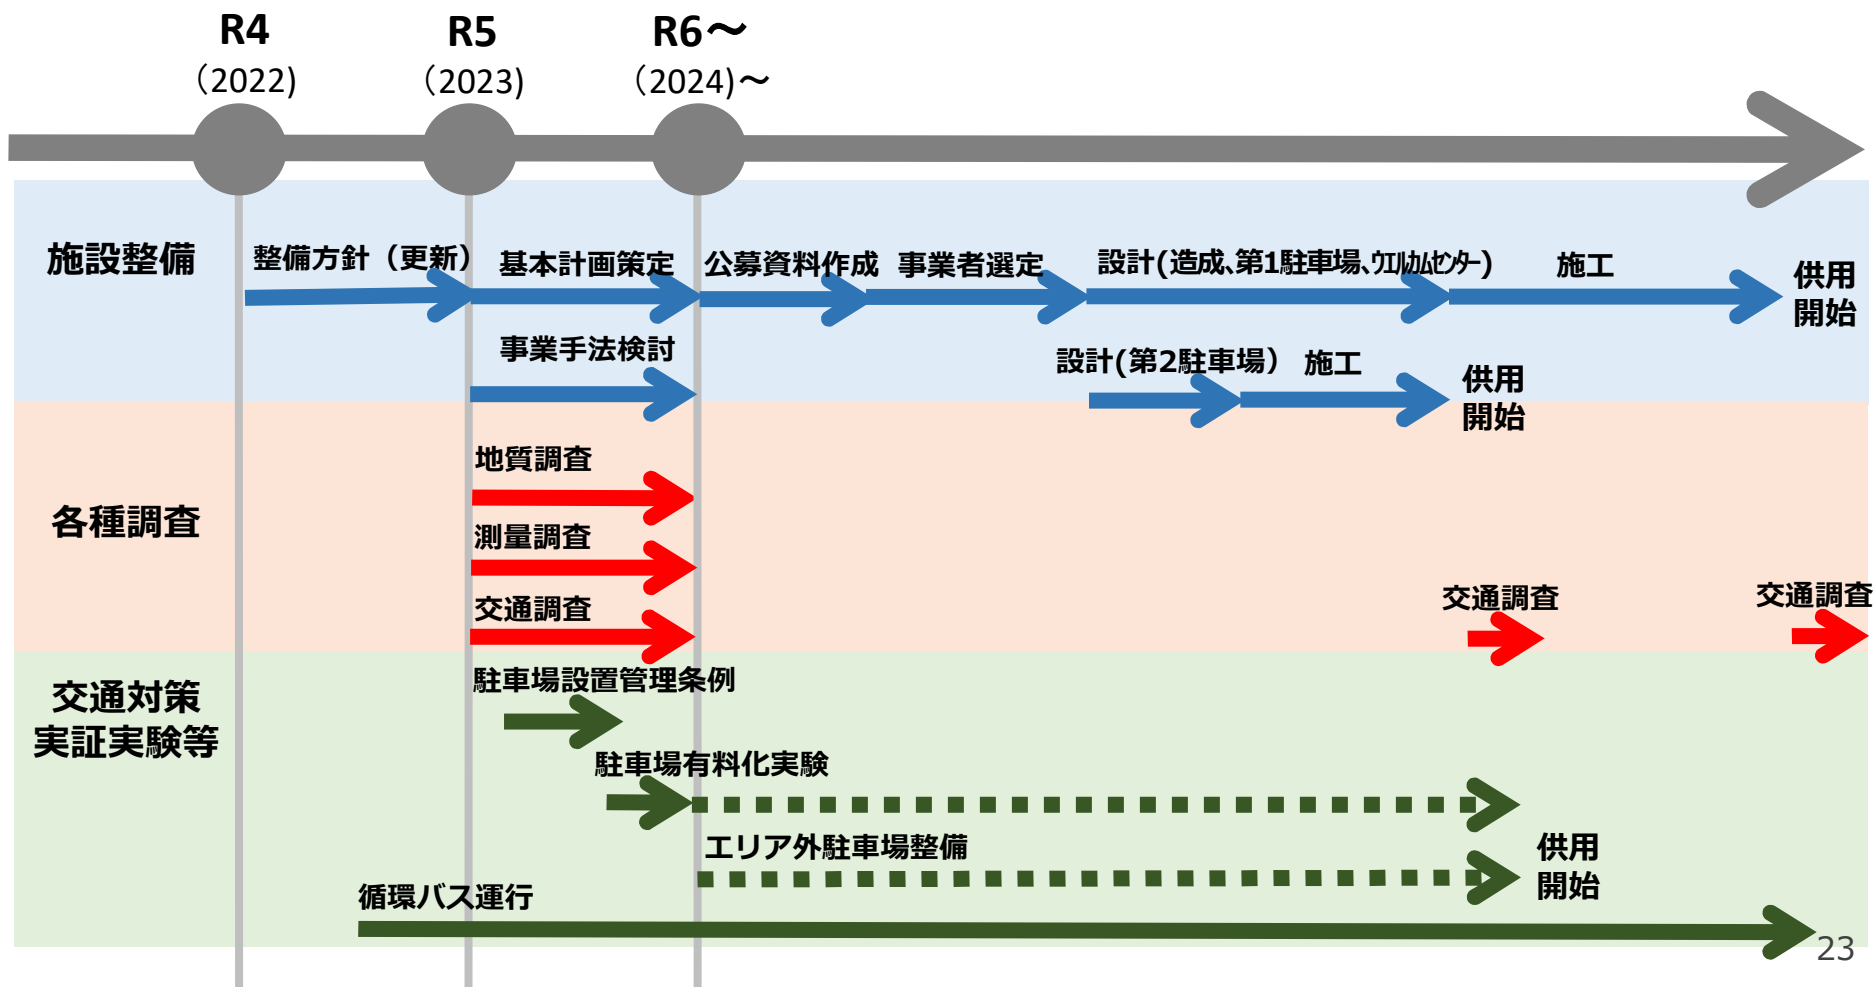 R4
（2022)
R5
（2023)
R6～
（2024)～
施設整備
整備方針（更新）
基本計画策定
公募資料作成
事業者選定
設計(造成、第1駐車場、ｳｴﾙｶﾑｾﾝﾀｰ)
施工
供用
開始
事業手法検討
設計(第2駐車場）
施工
供用
開始
各種調査
地質調査
測量調査
交通調査
交通調査
交通調査
交通対策
実証実験等
駐車場設置管理条例
駐車場有料化実験
エリア外駐車場整備
供用
開始
循環バス運行
23